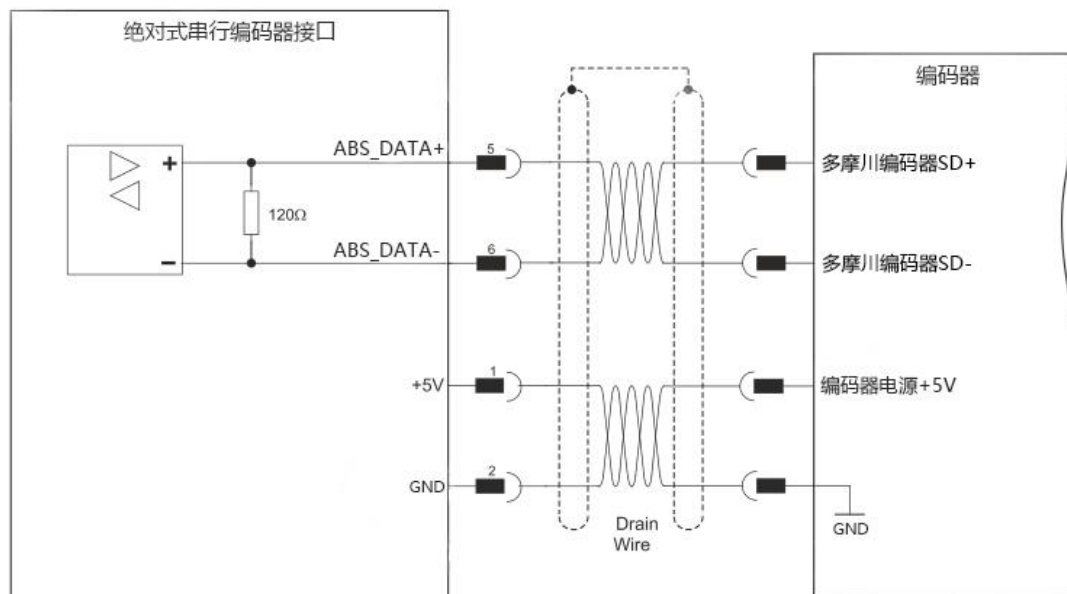 绝对式串行编码器接口
编码器
ABS_DATA+
5
多摩川编码器SD+
+
120Ω
ABS_DATA-
6
多摩川编码器SD-
−
+5V
1
编码器电源+5V
GND
2
Drain
Wire
GND